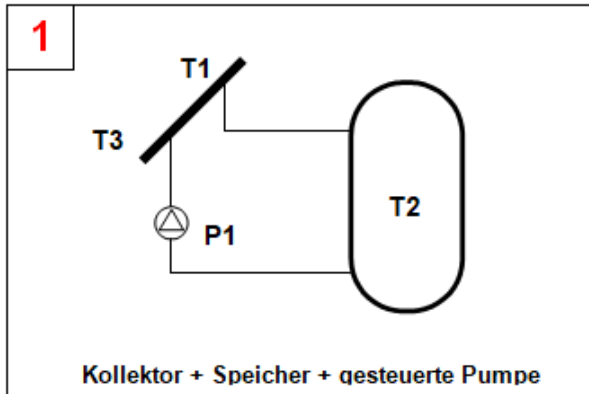 1
T1
T3
T2
P1
Kollektor + Speicher + gesteuerte Pumpe